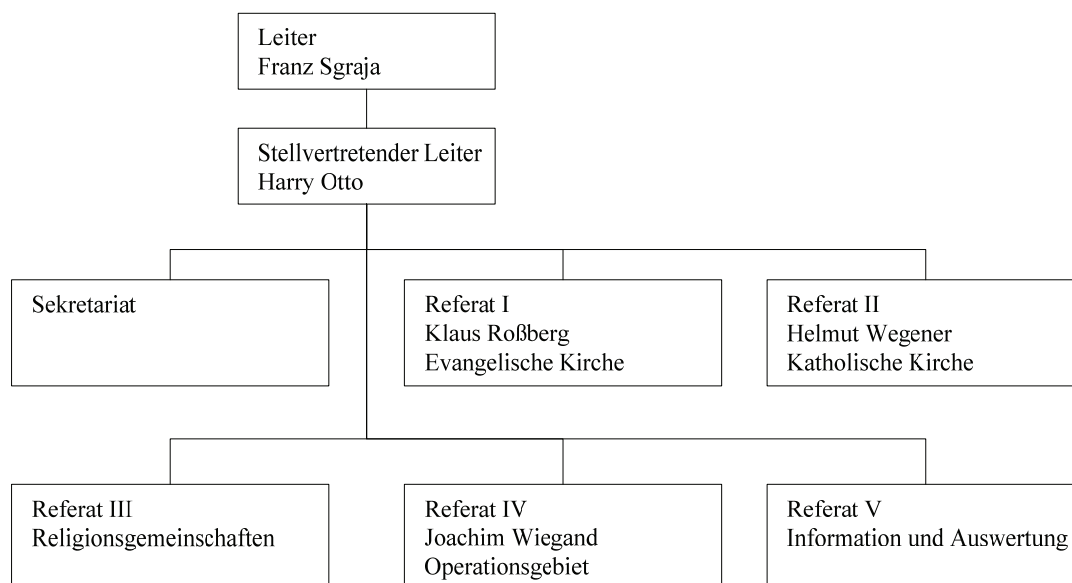 Leiter
Franz Sgraja
Stellvertretender Leiter
Harry Otto
Sekretariat
Referat I
Klaus Roßberg
Evangelische Kirche
Referat II
Helmut Wegener
Katholische Kirche
Referat III
Religionsgemeinschaften
Referat IV
Joachim Wiegand
Operationsgebiet
Referat V
Information und Auswertung